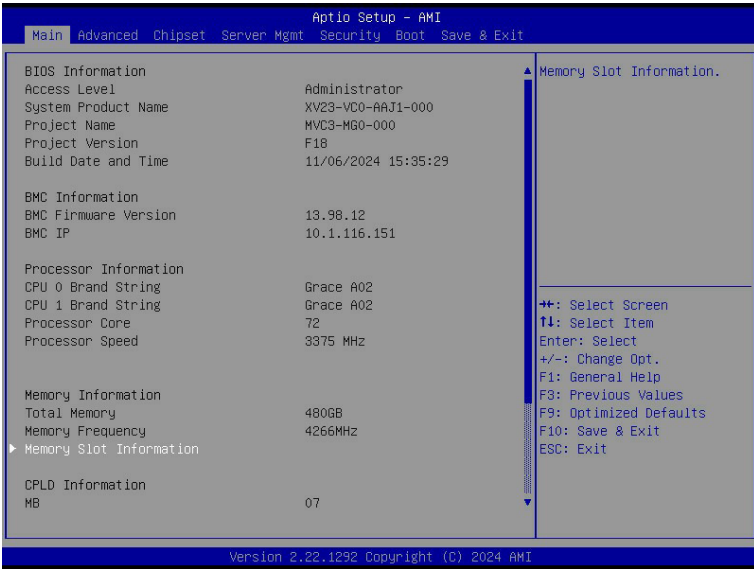 Aptio Setup - AMI
Main Advanced Chipset Server Mgmt Security Boot Save & Exit
BIOS Information
Access Level Administrator
System Product Name XV23-VC0-AAJ1-000
Project Name MVC3-MG0-000
Project Version F18
Build Date and Time 11/06/2024 15:35:29
BMC Information
BMC Firmware Version 13.98.12
BMC IP 10.1.116.151
Processor Information
CPU 0 Brand String Grace A02
CPU 1 Brand String Grace A02
Processor Core 72
Processor Speed 3375 MHz
Memory Information
Total Memory 480GB
Memory Frequency 4266MHz
Memory Slot Information
CPLD Information
MB 07
Memory Slot Information.
→←: Select Screen
↑↓: Select Item
Enter: Select
+/-: Change Opt.
F1: General Help
F3: Previous Values
F9: Optimized Defaults
F10: Save & Exit
ESC: Exit
Version 2.22.1292 Copyright (C) 2024 AMI